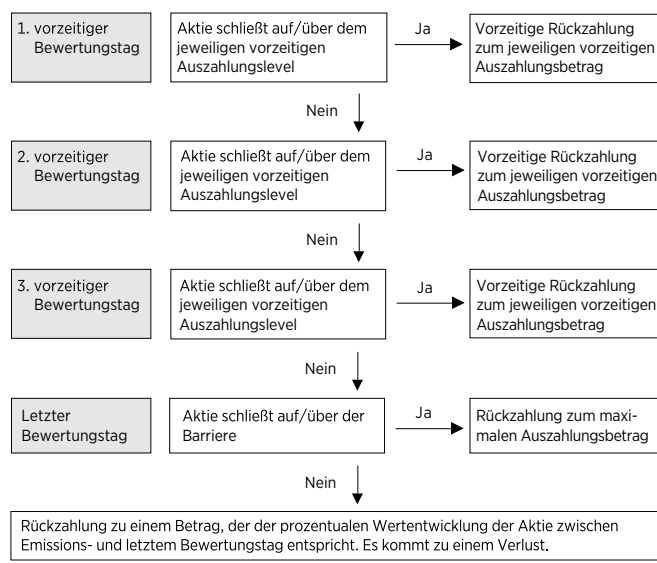 1. vorzeitiger
Bewertungstag
Aktie schließt auf/über dem
jeweiligen vorzeitigen
Auszahlungslevel
Ja
Vorzeitige Rückzahlung
zum jeweiligen vorzeitigen
Auszahlungsbetrag
Nein
2. vorzeitiger
Bewertungstag
Aktie schließt auf/über dem
jeweiligen vorzeitigen
Auszahlungslevel
Ja
Vorzeitige Rückzahlung
zum jeweiligen vorzeitigen
Auszahlungsbetrag
Nein
3. vorzeitiger
Bewertungstag
Aktie schließt auf/über dem
jeweiligen vorzeitigen
Auszahlungslevel
Ja
Vorzeitige Rückzahlung
zum jeweiligen vorzeitigen
Auszahlungsbetrag
Nein
Letzter
Bewertungstag
Aktie schließt auf/über der
Barriere
Ja
Rückzahlung zum maxi-
malen Auszahlungsbetrag
Nein
Rückzahlung zu einem Betrag, der der prozentualen Wertentwicklung der Aktie zwischen
Emissions- und letztem Bewertungstag entspricht. Es kommt zu einem Verlust.